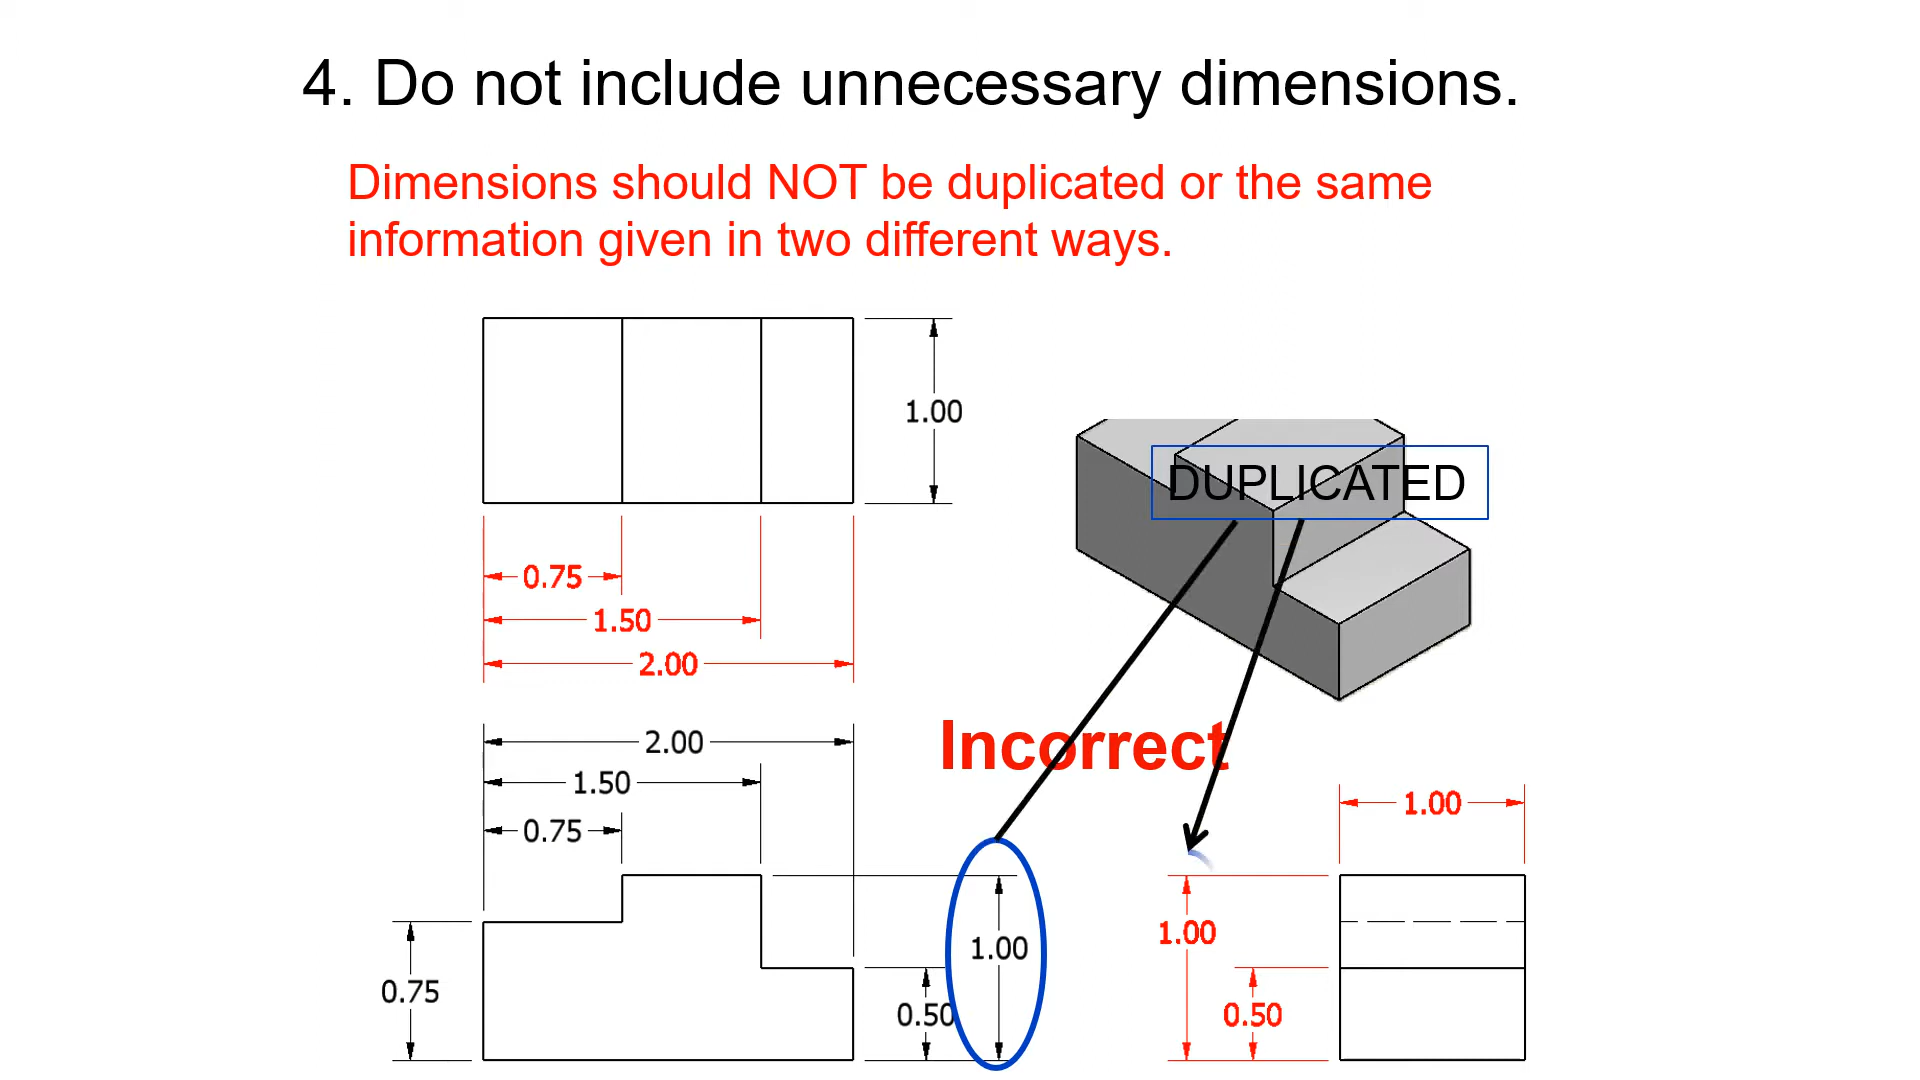 4. Do not include unnecessary dimensions.
Dimensions should NOT be duplicated or the same
information given in two different ways.
1.00
DUPLICATED
0.75
1.50
2.00
2.00
Incorrect
1.50
1.00
0.75
1.00
1.00
0.75
0.50
0.50